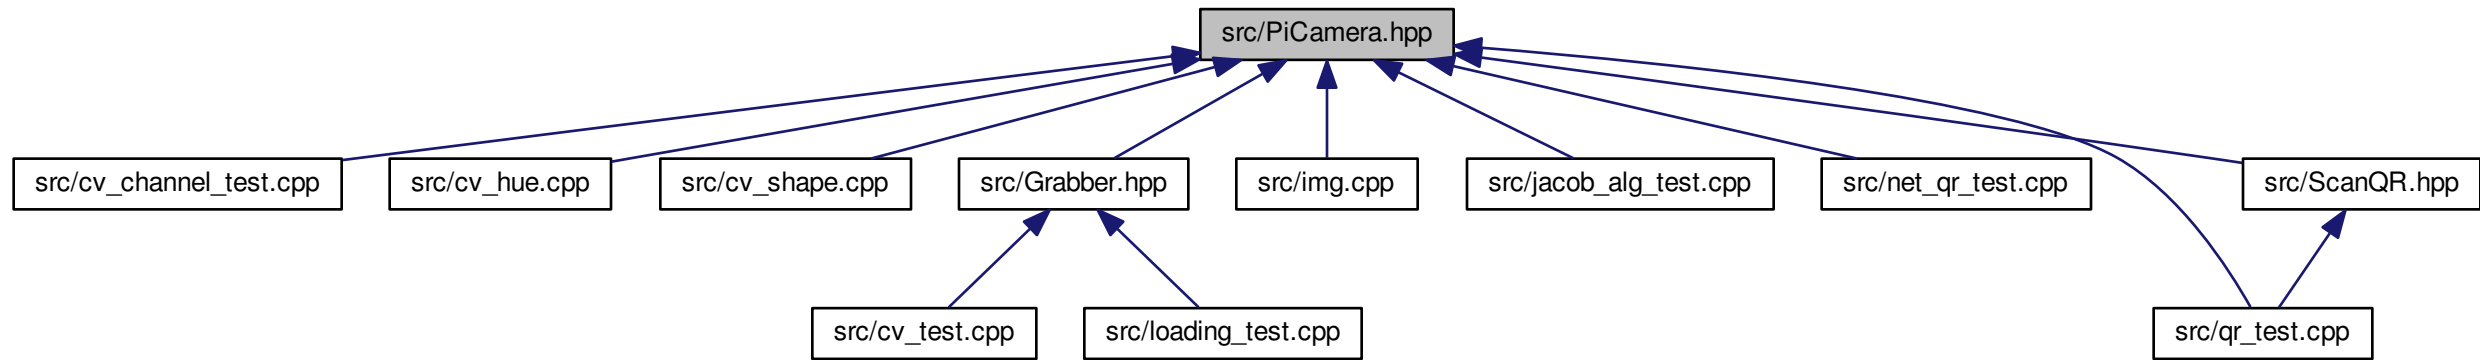 src/PiCamera.hpp
src/cv_channel_test.cpp
src/cv_hue.cpp
src/cv_shape.cpp
src/Grabber.hpp
src/img.cpp
src/jacob_alg_test.cpp
src/net_qr_test.cpp
src/ScanQR.hpp
src/cv_test.cpp
src/loading_test.cpp
src/qr_test.cpp